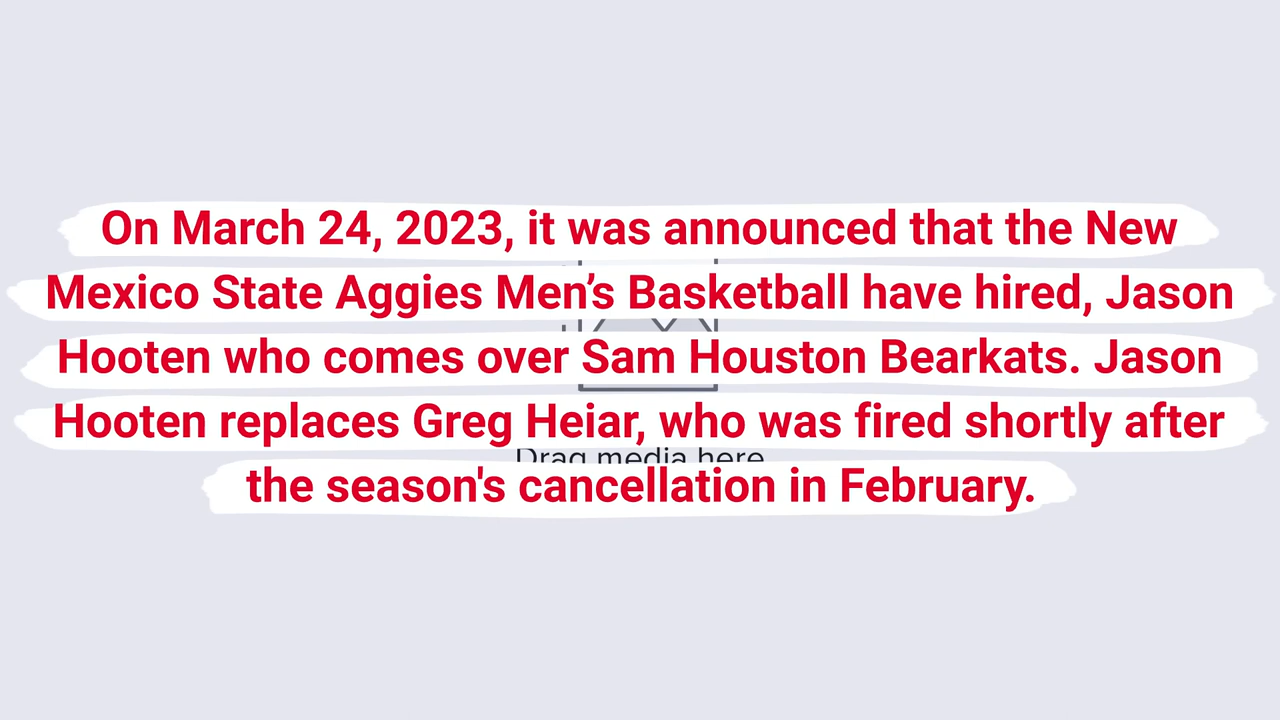 On March 24, 2023, it was announced that the New
Mexico State Aggies Men’s Basketball have hired, Jason
Hooten who comes over Sam Houston Bearkats. Jason
Hooten replaces Greg Heiar, who was fired shortly after
Drag media here
the season's cancellation in February.